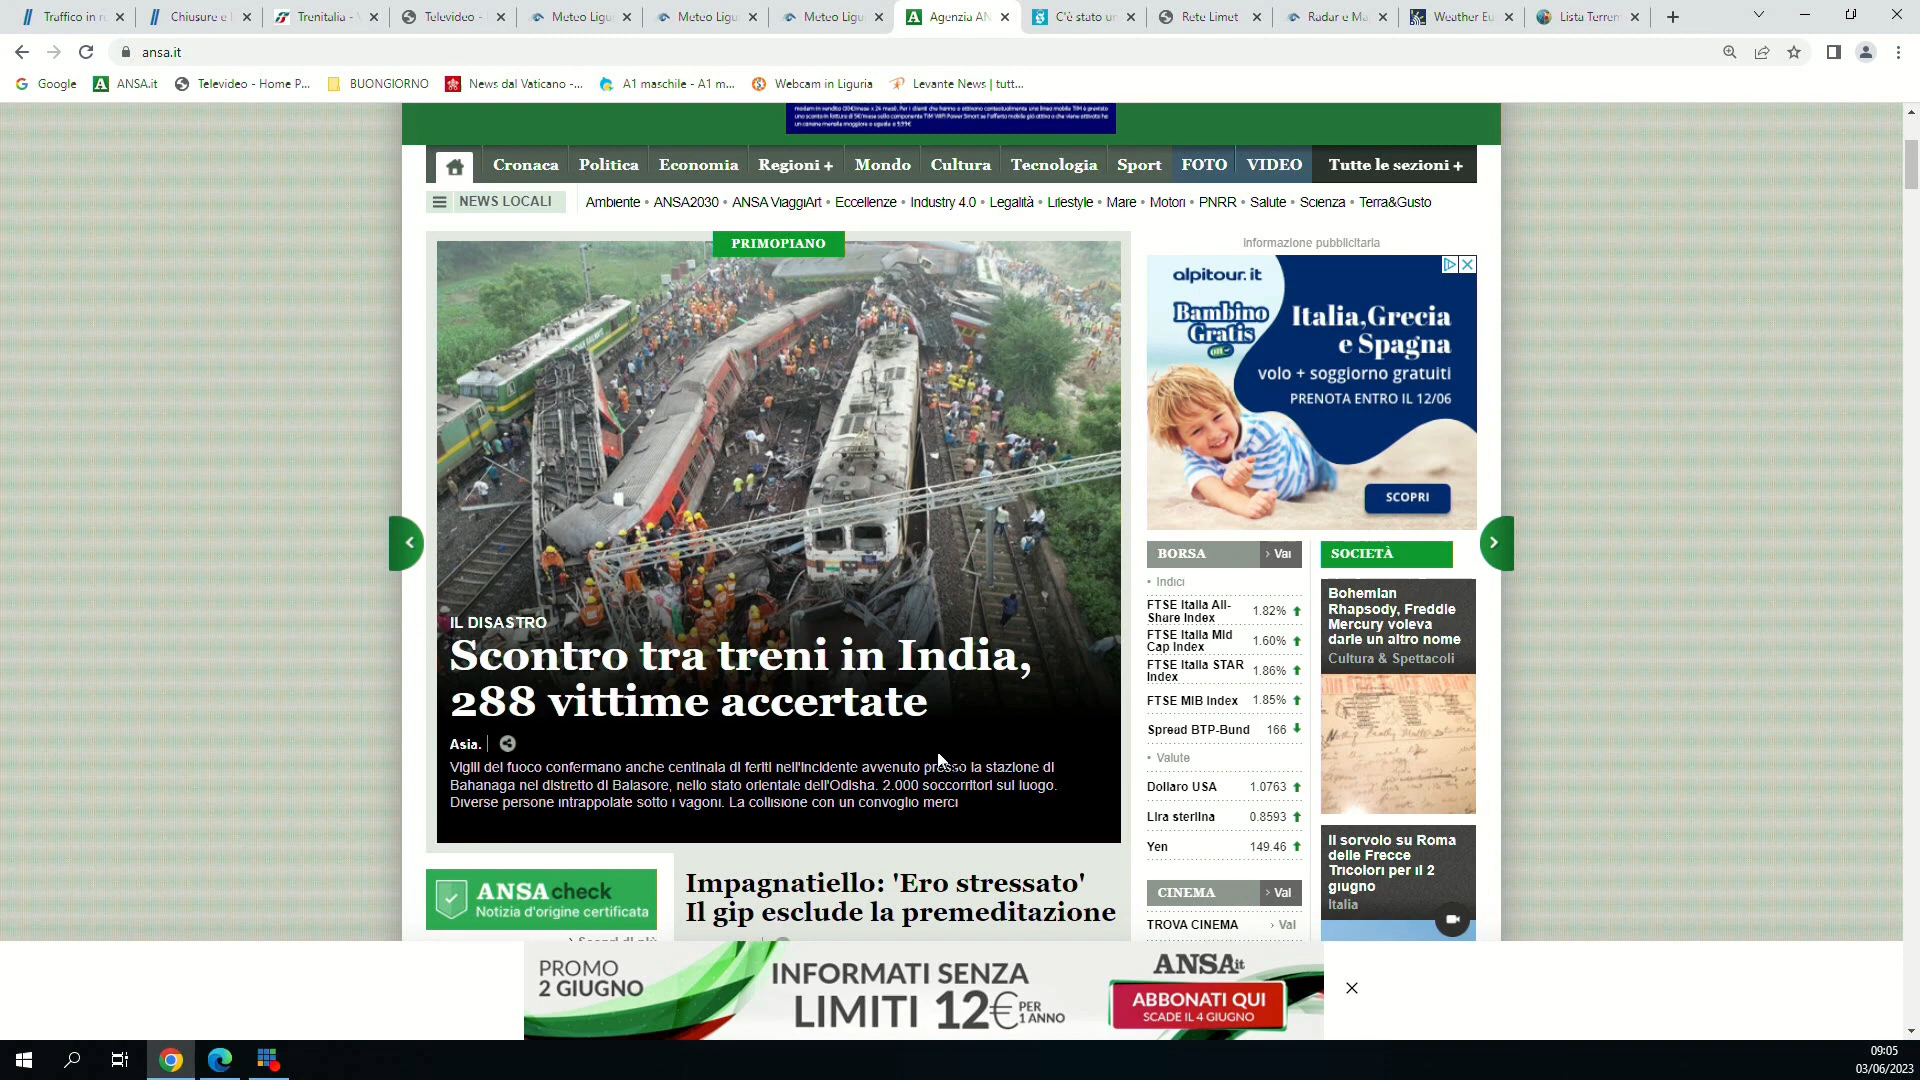 Traffico in r
Chiusure e
Trenitalia -
Televideo -
Meteo Ligu
Meteo Ligu
Meteo Ligu
Agenzia AN
C'è stato un
Rete Limet
Radar e Ma
Weather Eu
Lista Terrem
ansa.it
Google
ANSA.it
Televideo - Home P...
BUONGIORNO
News dal Vaticano -...
A1 maschile - A1 m...
Webcam in Liguria
Levante News | tutt...
Cronaca Politica Economia Regioni + Mondo Cultura Tecnologia Sport FOTO VIDEO Tutte le sezioni +
NEWS LOCALI
Ambiente • ANSA2030 • ANSA ViaggiArt • Eccellenze • Industry 4.0 • Legalità • Lifestyle • Mare • Motori • PNRR • Salute • Scienza • Terra&Gusto
PRIMOPIANO
IL DISASTRO
Scontro tra treni in India,
288 vittime accertate
Asia.
Vigili del fuoco confermano anche centinaia di feriti nell'incidente avvenuto presso la stazione di
Bahanaga nel distretto di Balasore, nello stato orientale dell'Odisha. 2.000 soccorritori sul luogo.
Diverse persone intrappolate sotto i vagoni. La collisione con un convoglio merci
ANSAcheck
Notizia d'origine certificata
Impagnatiello: 'Ero stressato'
Il gip esclude la premeditazione
Informazione pubblicitaria
alpitour.it
Bambino
Gratis
Italia,Grecia
e Spagna
volo + soggiorno gratuiti
PRENOTA ENTRO IL 12/06
SCOPRI
BORSA
› Vai
• Indici
FTSE Italia All-
Share Index 1.82%
FTSE Italia Mid
Cap Index 1.60%
FTSE Italia STAR
Index 1.86%
FTSE MIB Index 1.85%
Spread BTP-Bund 166
• Valute
Dollaro USA 1.0763
Lira sterlina 0.8593
Yen 149.46
CINEMA
› Vai
TROVA CINEMA › Vai
SOCIETÀ
Bohemian
Rhapsody, Freddie
Mercury voleva
darle un altro nome
Cultura & Spettacoli
Il sorvolo su Roma
delle Frecce
Tricolori per il 2
giugno
Italia
PROMO
2 GIUGNO
INFORMATI SENZA
LIMITI 12€ PER
1 ANNO
ANSAit
ABBONATI QUI
SCADE IL 4 GIUGNO
09:05
03/06/2023